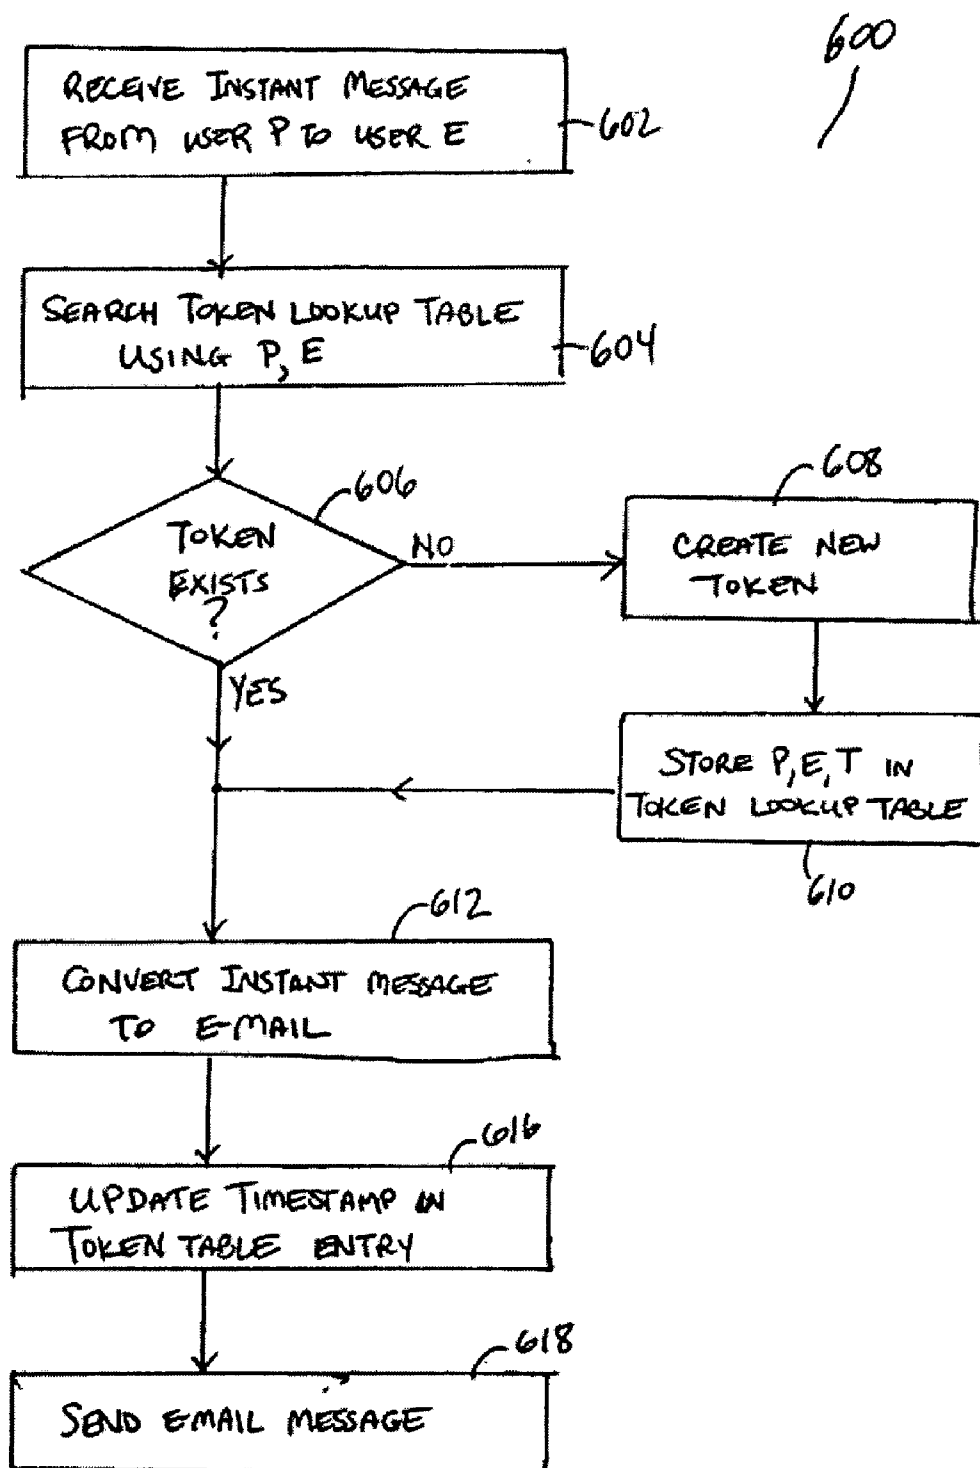 600
RECEIVE INSTANT MESSAGE
FROM USER P TO USER E
602
SEARCH TOKEN LOOKUP TABLE
USING P, E
604
606
TOKEN
EXISTS
?
NO
YES
608
CREATE NEW
TOKEN
STORE P, E, T IN
TOKEN LOOKUP TABLE
610
612
CONVERT INSTANT MESSAGE
TO E-MAIL
616
UPDATE TIMESTAMP IN
TOKEN TABLE ENTRY
618
SEND E-MAIL MESSAGE